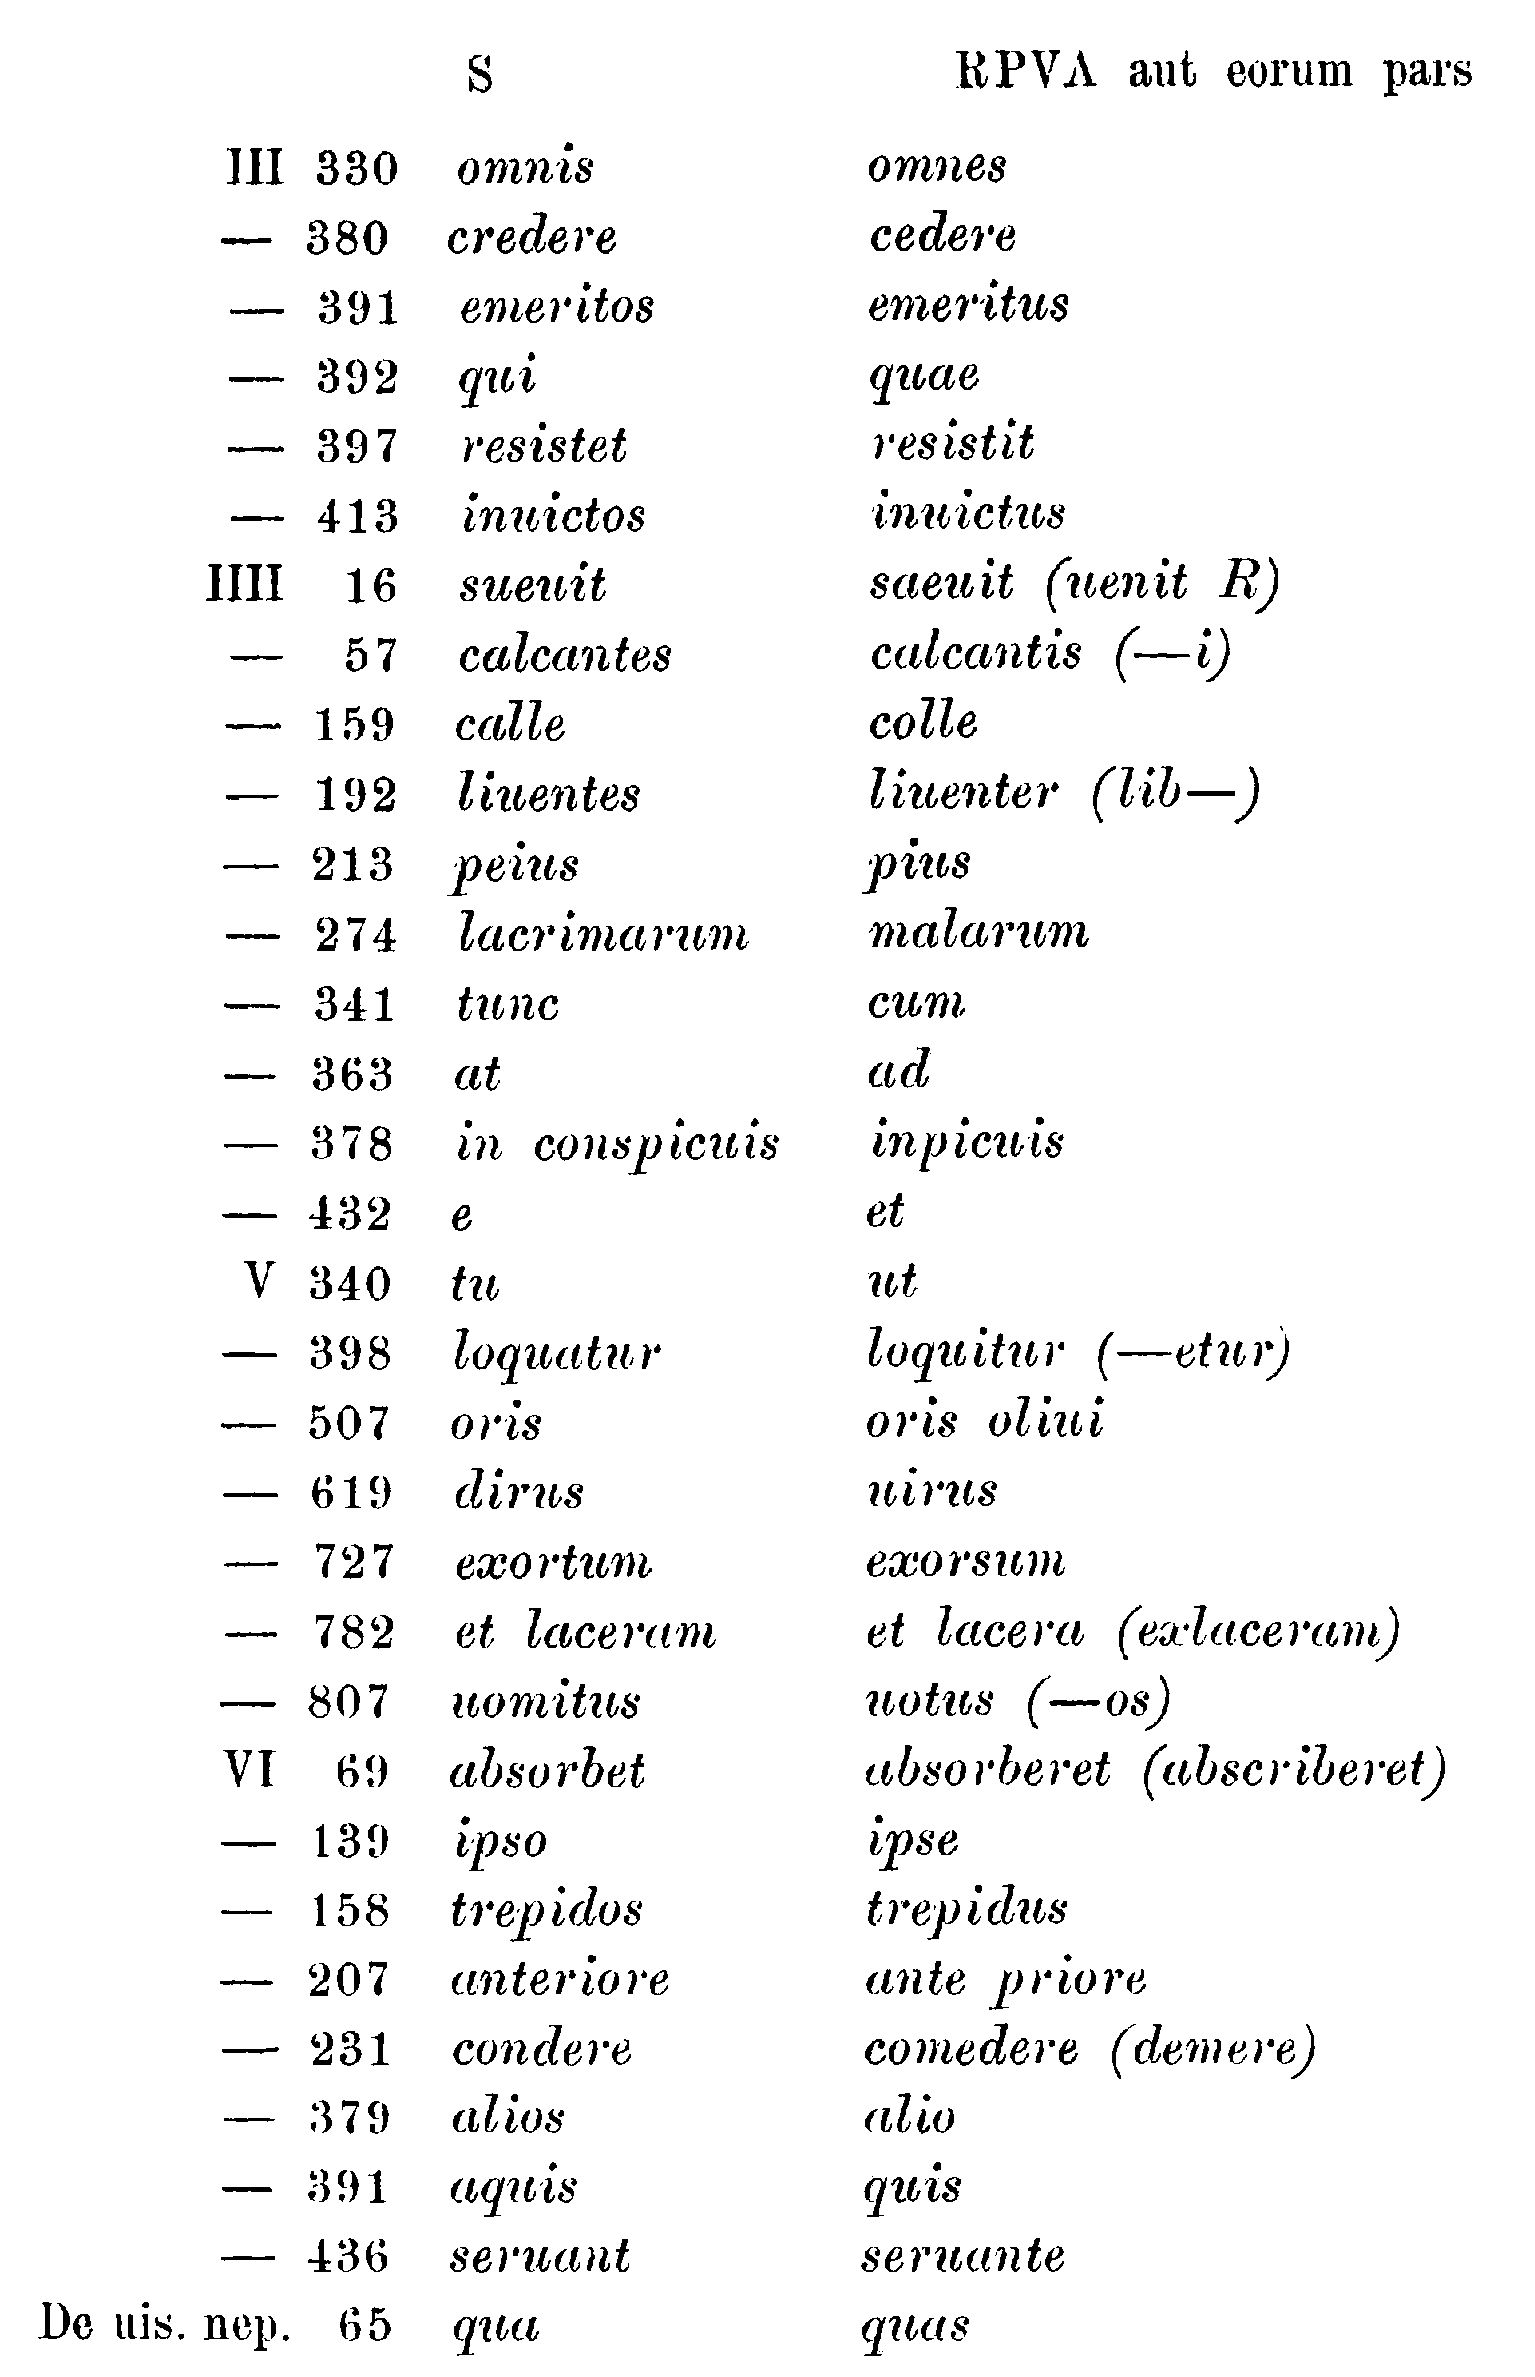 S RPVA aut eorum pars
III 330 omnis omnes
— 380 credere cedere
— 391 emeritos emeritus
— 392 qui quae
— 397 resistet resistit
— 413 inuictos inuictus
IIII 16 sueuit saeuit (uenit R)
— 57 calcantes calcantis (—i)
— 159 calle colle
— 192 liuentes liuenter (lib—)
— 213 peius pius
— 274 lacrimarum malarum
— 341 tunc cum
— 363 at ad
— 378 in conspicuis inpicuis
— 432 e et
V 340 tu ut
— 398 loquatur loquitur (—etur)
— 507 oris oris oliui
— 619 dirus uirus
— 727 exortum exorsum
— 782 et laceram et lacera (exlaceram)
— 807 uomitus uotus (—os)
VI 69 absorbet absorberet (abscriberet)
— 139 ipso ipse
— 158 trepidos trepidus
— 207 anteriore ante priore
— 231 condere comedere (demere)
— 379 alios alio
— 391 aquis quis
— 436 seruant seruante
De uis. nep. 65 qua quas